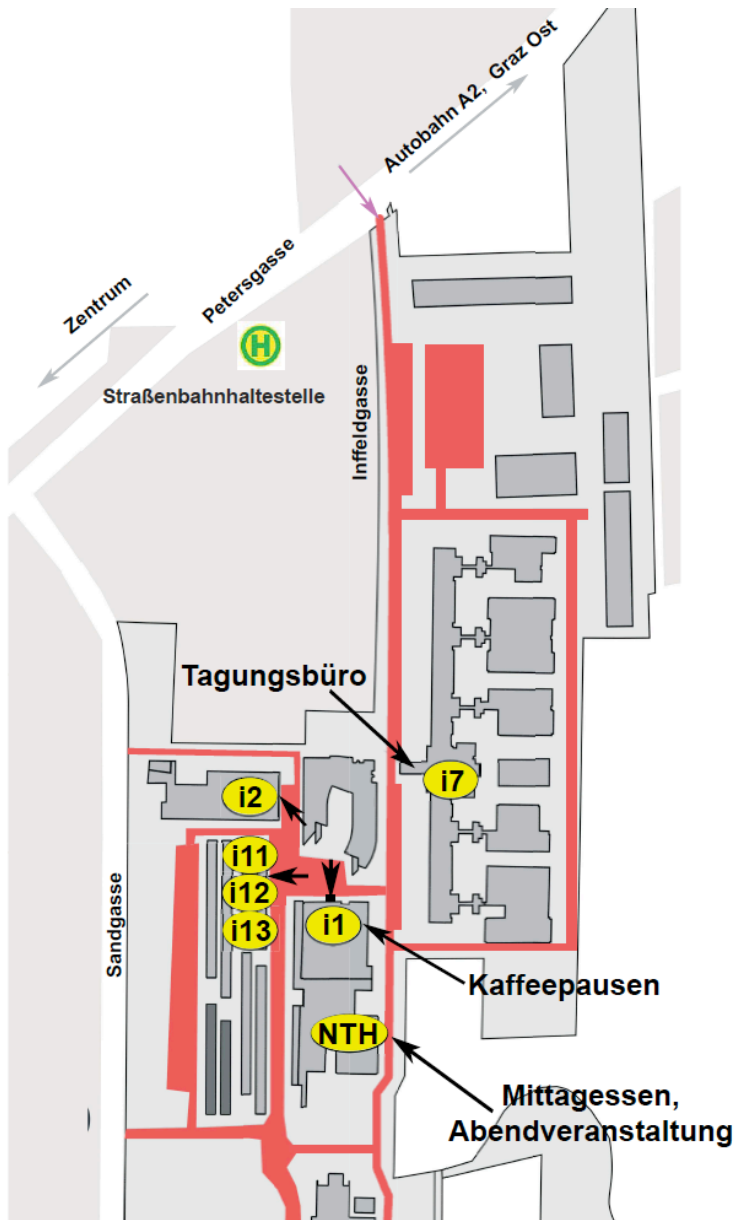 Autobahn A2, Graz Ost
Petersgasse
Zentrum
H
Straßenbahnhaltestelle
Inffeldgasse
Tagungsbüro
i7
i2
i11
i12
i13
i1
Sandgasse
Kaffeepausen
NTH
Mittagessen,
Abendveranstaltung